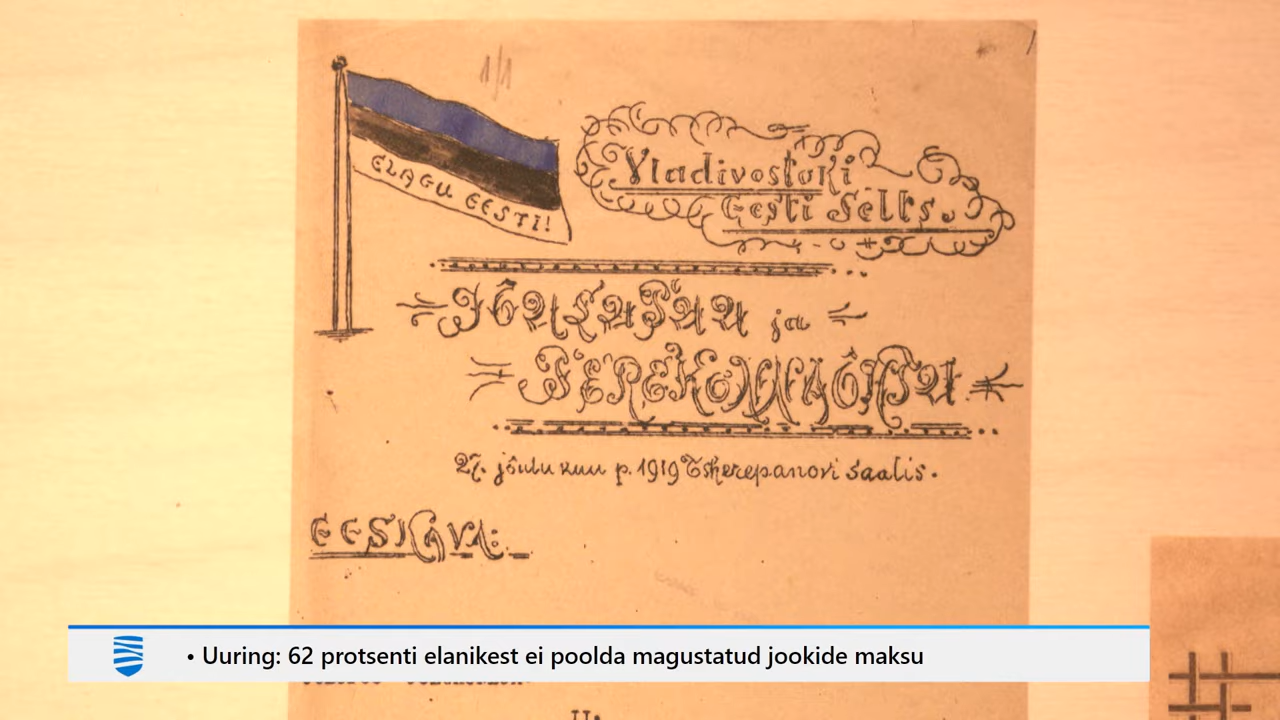 1/1
ELAGU EESTI!
Vladivostoki
Eesti Selts.
JÕULUPUU ja
PEREKONNAÕHTU
27. jõulu kuu p. 1919 Tsherepanovi saalis.
EESKAVA:
• Uuring: 62 protsenti elanikest ei poolda magustatud jookide maksu
II.